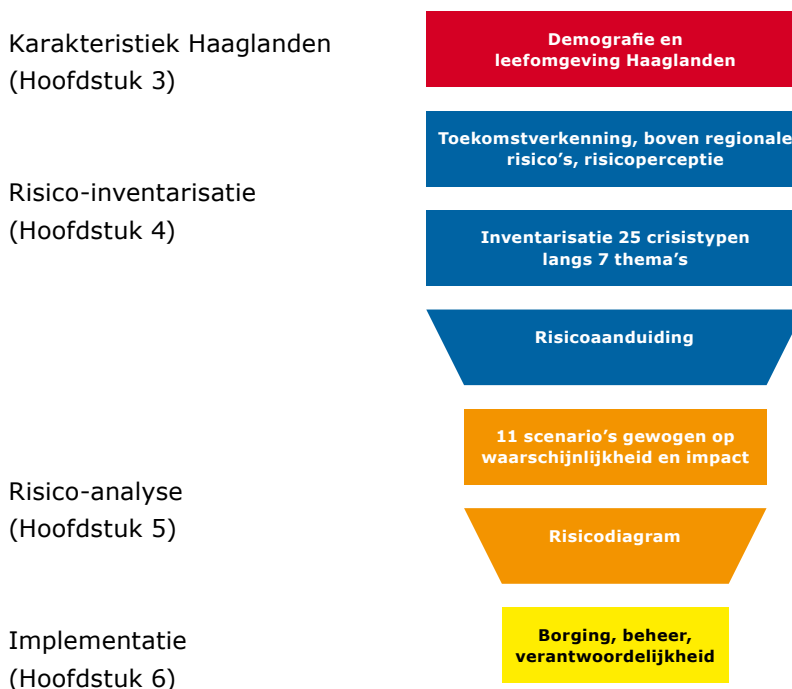 Karakteristiek Haaglanden
(Hoofdstuk 3)
Demografie en
leefomgeving Haaglanden
Toekomstverkenning, boven regionale
risico's, risicoperceptie
Risico-inventarisatie
(Hoofdstuk 4)
Inventarisatie 25 crisistypen
langs 7 thema's
Risicoaanduiding
11 scenario's gewogen op
waarschijnlijkheid en impact
Risico-analyse
(Hoofdstuk 5)
Risicodiagram
Implementatie
(Hoofdstuk 6)
Borging, beheer,
verantwoordelijkheid